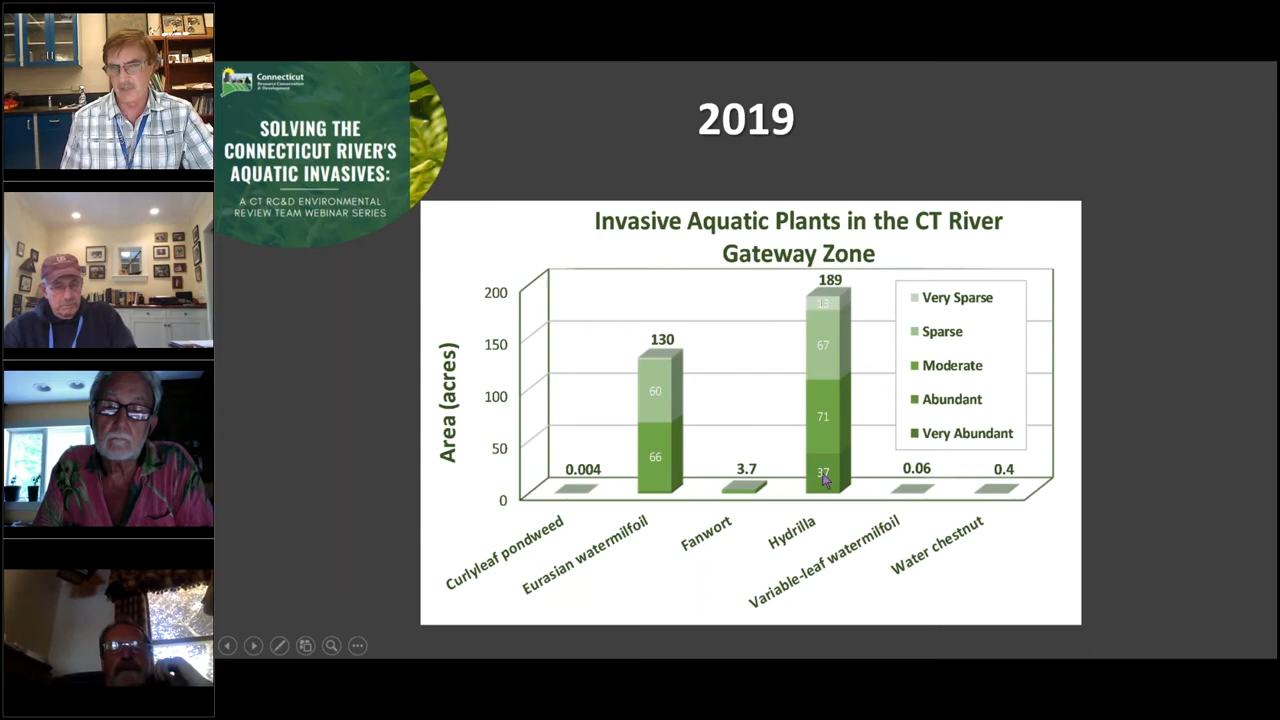 Connecticut
Resource Conservation
& Development
SOLVING THE
CONNECTICUT RIVER'S
AQUATIC INVASIVES:
A CT RC&D ENVIRONMENTAL
REVIEW TEAM WEBINAR SERIES
2019
Invasive Aquatic Plants in the CT River
Gateway Zone
Area (acres)
200
150
100
50
0
0.004
130
60
66
3.7
189
13
67
71
37
0.06
0.4
Very Sparse
Sparse
Moderate
Abundant
Very Abundant
Curlyleaf pondweed
Eurasian watermilfoil
Fanwort
Hydrilla
Variable-leaf watermilfoil
Water chestnut